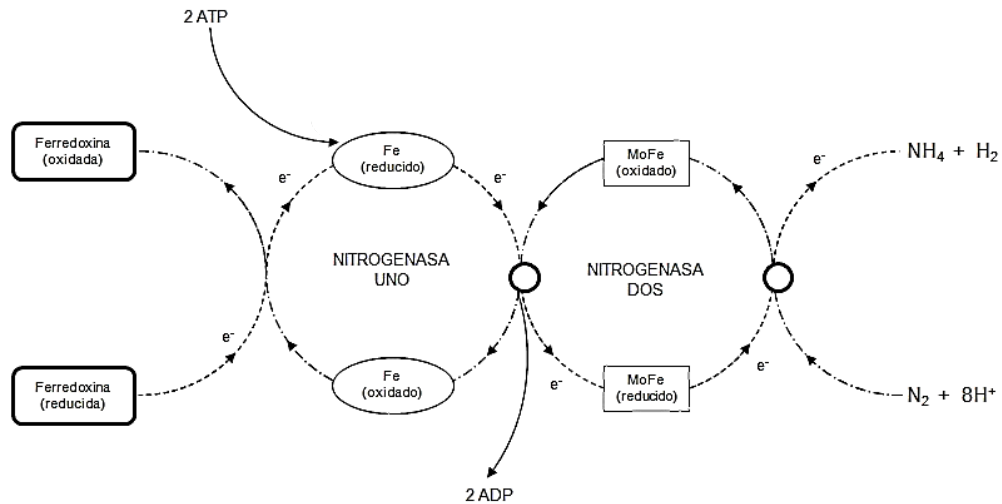 2 ATP
Ferredoxina
(oxidada)
Fe
(reducido)
MoFe
(oxidado)
NH₄ + H₂
e⁻
e⁻
e⁻
NITROGENASA
UNO
NITROGENASA
DOS
e⁻
e⁻
e⁻
Ferredoxina
(reducida)
Fe
(oxidado)
MoFe
(reducido)
N₂ + 8H⁺
2 ADP